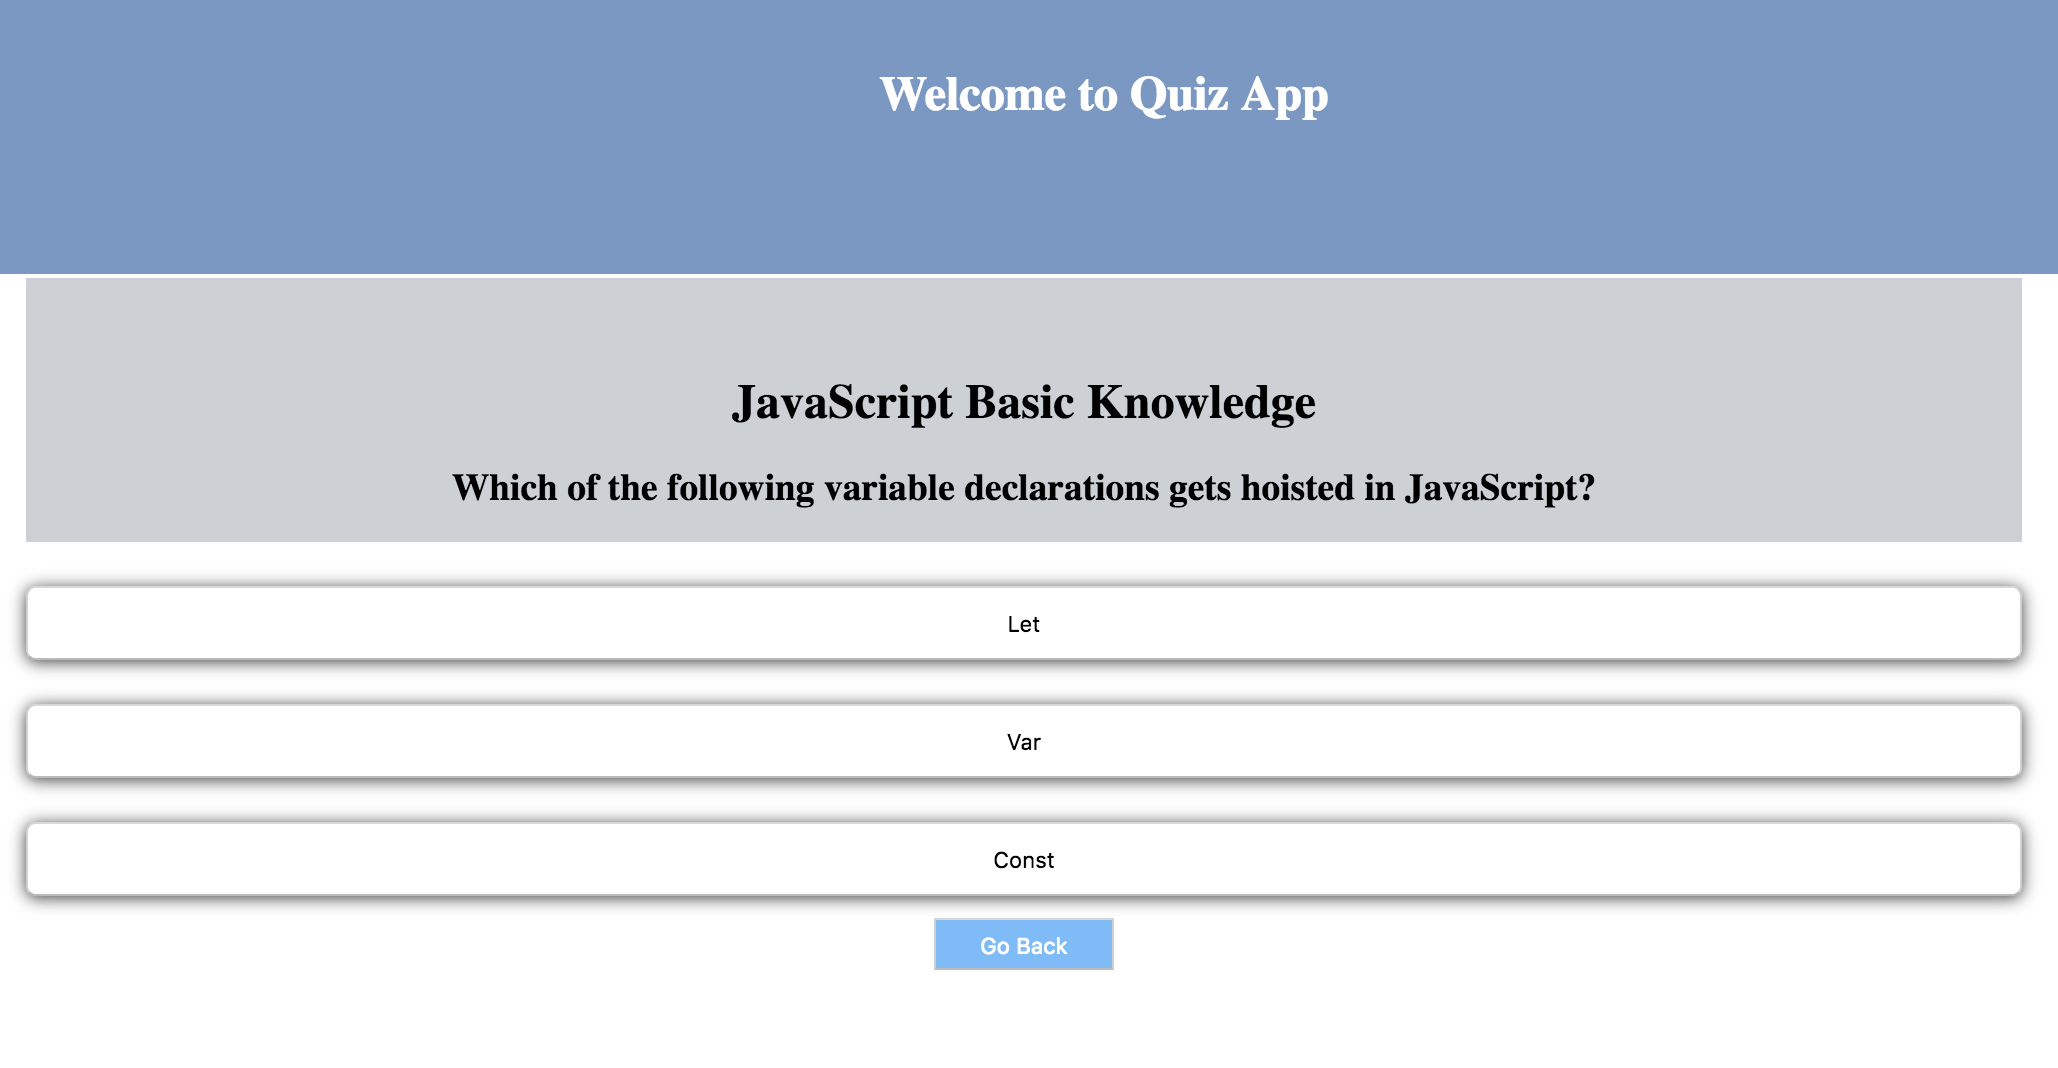 Welcome to Quiz App
JavaScript Basic Knowledge
Which of the following variable declarations gets hoisted in JavaScript?
Let
Var
Const
Go Back